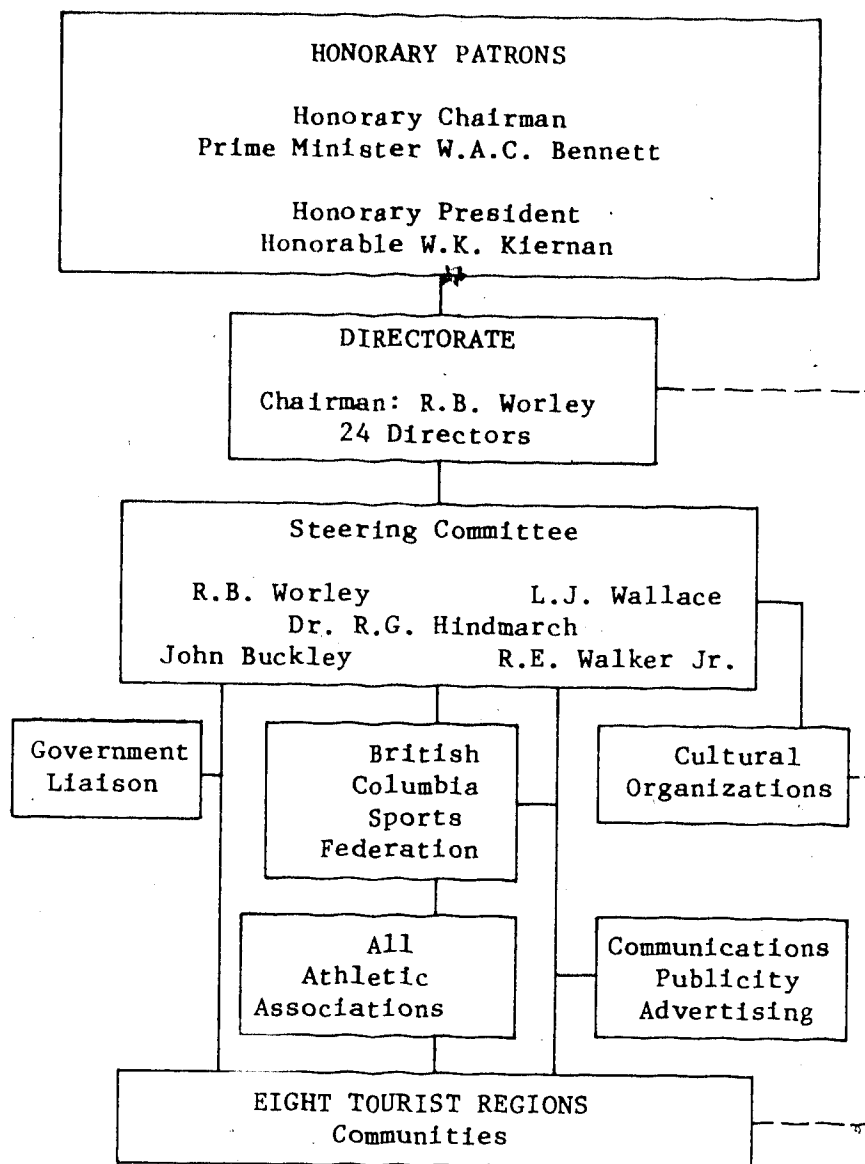 HONORARY PATRONS
Honorary Chairman
Prime Minister W.A.C. Bennett
Honorary President
Honorable W.K. Kiernan
DIRECTORATE
Chairman: R.B. Worley
24 Directors
Steering Committee
R.B. Worley L.J. Wallace
Dr. R.G. Hindmarch
John Buckley R.E. Walker Jr.
Government
Liaison
British
Columbia
Sports
Federation
Cultural
Organizations
All
Athletic
Associations
Communications
Publicity
Advertising
EIGHT TOURIST REGIONS
Communities